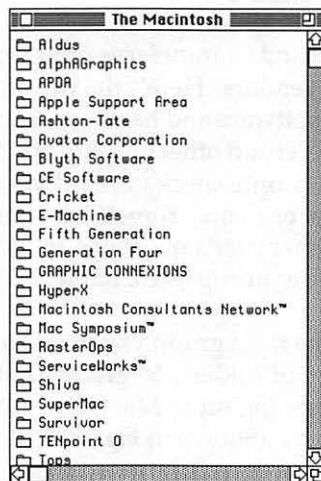 The Macintosh
Aldus
alphAGraphics
APDA
Apple Support Area
Ashton-Tate
Avatar Corporation
Blyth Software
CE Software
Cricket
E-Machines
Fifth Generation
Generation Four
GRAPHIC CONNEXIONS
HyperX
Macintosh Consultants Network™
Mac Symposium™
RasterOps
ServiceWorks™
Shiva
SuperMac
Survivor
TENpoint O
Tops